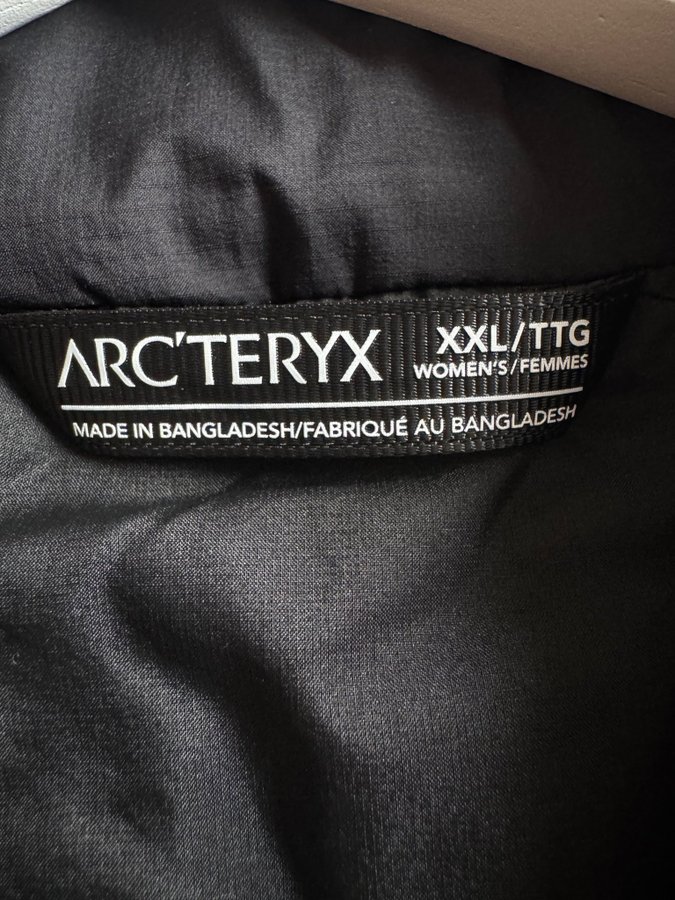 ARC'TERYX
XXL/TTG
WOMEN'S/FEMMES
MADE IN BANGLADESH/FABRIQUÉ AU BANGLADESH